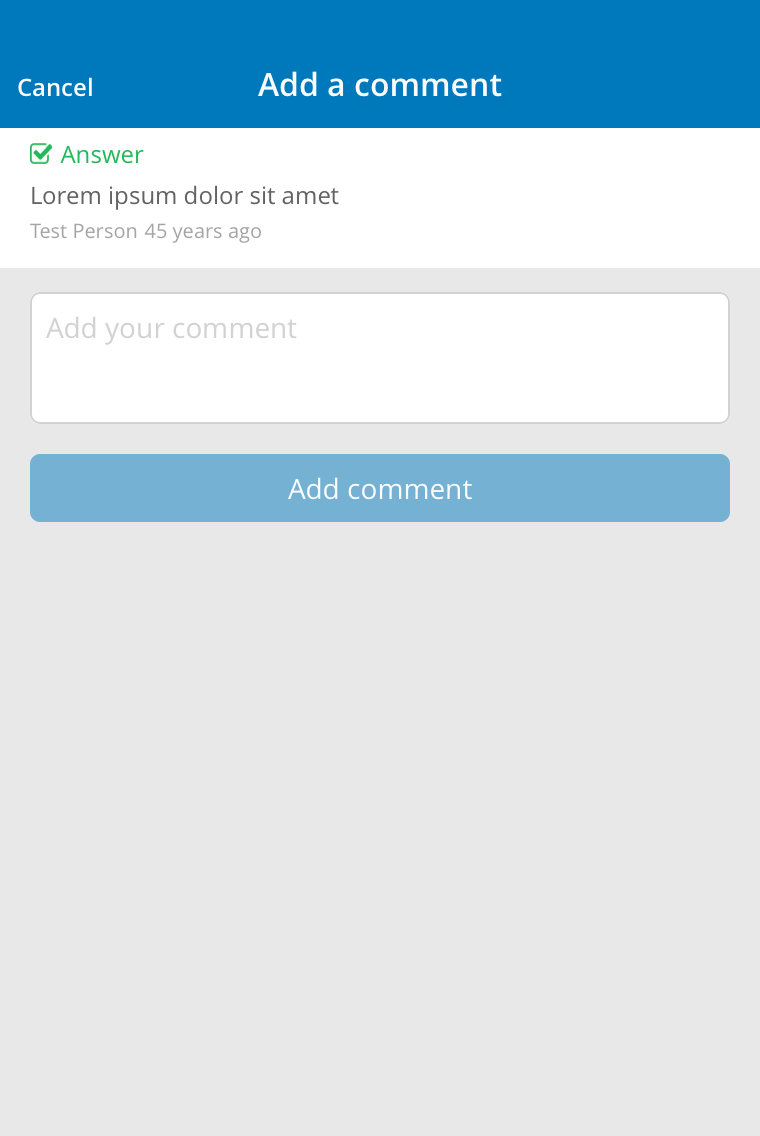 Cancel
Add a comment
Answer
Lorem ipsum dolor sit amet
Test Person 45 years ago
Add your comment
Add comment